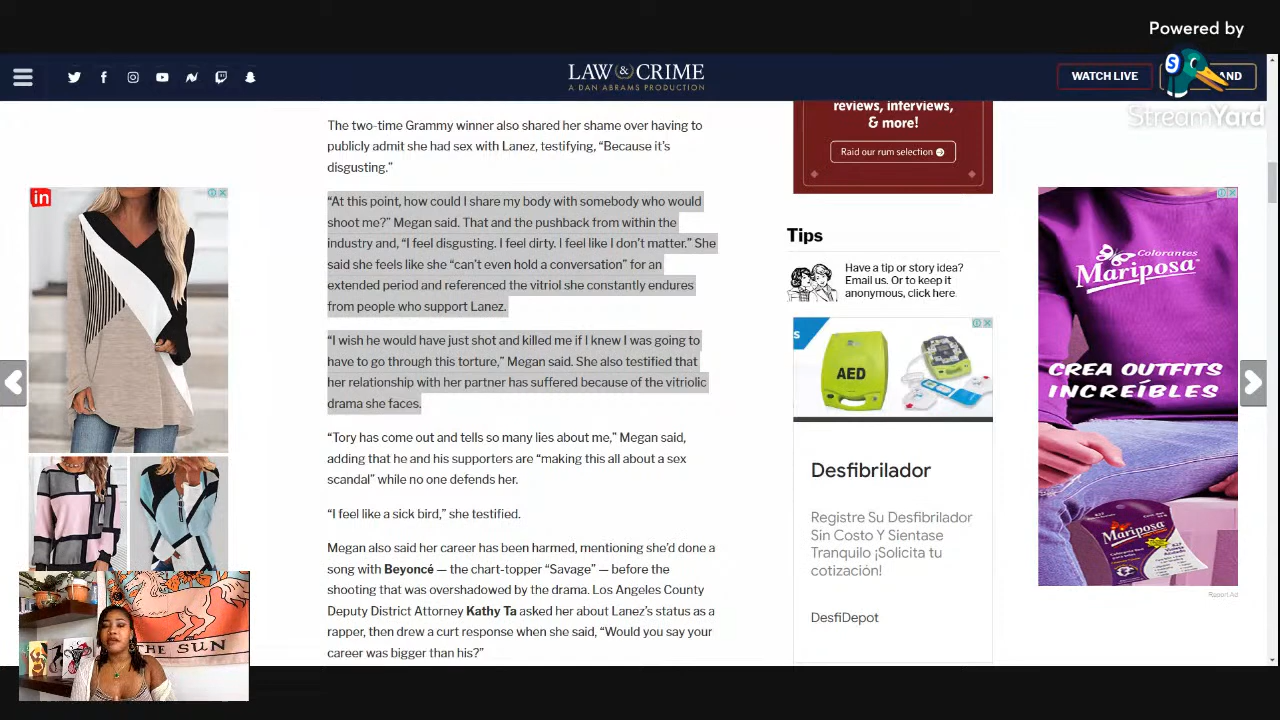 Powered by
StreamYard
LAW & CRIME
A DAN ABRAMS PRODUCTION
WATCH LIVE
AND
The two-time Grammy winner also shared her shame over having to
publicly admit she had sex with Lanez, testifying, “Because it’s
disgusting.”
“At this point, how could I share my body with somebody who would
shoot me?” Megan said. That and the pushback from within the
industry and, “I feel disgusting. I feel dirty. I feel like I don’t matter.” She
said she feels like she “can’t even hold a conversation” for an
extended period and referenced the vitriol she constantly endures
from people who support Lanez.
“I wish he would have just shot and killed me if I knew I was going to
have to go through this torture,” Megan said. She also testified that
her relationship with her partner has suffered because of the vitriolic
drama she faces.
“Tory has come out and tells so many lies about me,” Megan said,
adding that he and his supporters are “making this all about a sex
scandal” while no one defends her.
“I feel like a sick bird,” she testified.
Megan also said her career has been harmed, mentioning she’d done a
song with Beyonce — the chart-topper “Savage” — before the
shooting that was overshadowed by the drama. Los Angeles County
Deputy District Attorney Kathy Ta asked her about Lanez’s status as a
rapper, then drew a curt response when she said, “Would you say your
career was bigger than his?”
reviews, interviews,
& more!
Raid our rum selection
Tips
Have a tip or story idea?
Email us. Or to keep it
anonymous, click here.
AED
Desfibrilador
Registre Su Desfibrilador
Sin Costo Y Sientase
Tranquilo ¡Solicita tu
cotización!
DesfiDepot
Colorantes
Mariposa
CREA OUTFITS
INCREÍBLES
Mariposa
Report Ad
in
THE SUN